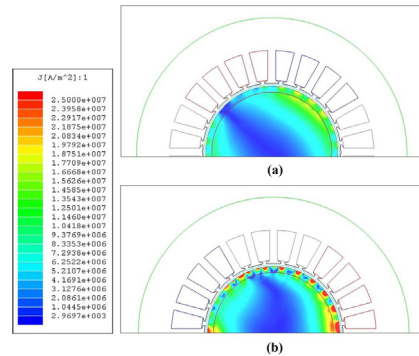 J[A/m^2]:1
2.5000e+007
2.3958e+007
2.2917e+007
2.1875e+007
2.0834e+007
1.9792e+007
1.8751e+007
1.7709e+007
1.6668e+007
1.5626e+007
1.4585e+007
1.3543e+007
1.2501e+007
1.1460e+007
1.0418e+007
9.3769e+006
8.3353e+006
7.2938e+006
6.2522e+006
5.2107e+006
4.1691e+006
3.1276e+006
2.0861e+006
1.0445e+006
2.9697e+003
(a)
(b)